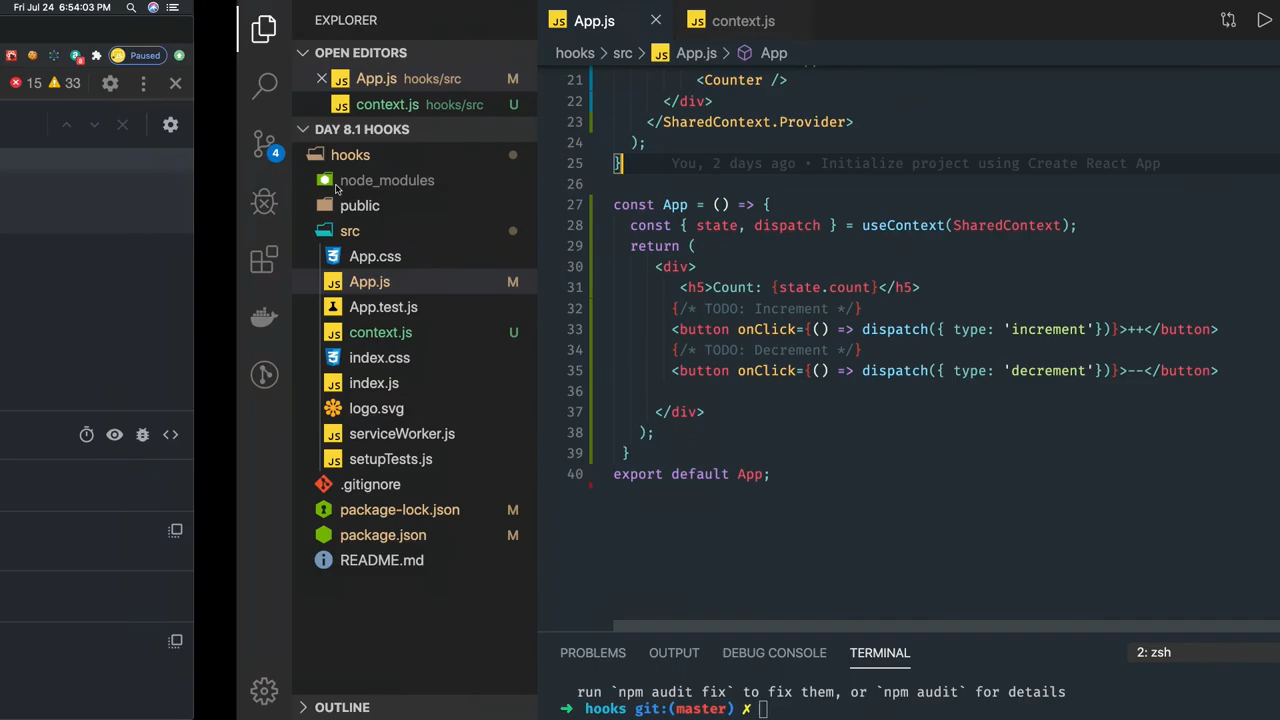 Fri Jul 24 6:54:03 PM
Paused
15 33
EXPLORER
OPEN EDITORS
App.js hooks/src M
context.js hooks/src U
DAY 8.1 HOOKS
hooks
node_modules
public
src
App.css
App.js M
App.test.js
context.js U
index.css
index.js
logo.svg
serviceWorker.js
setupTests.js
.gitignore
package-lock.json M
package.json M
README.md
OUTLINE
4
App.js
context.js
hooks > src > App.js > App
21 <Counter />
22 </div>
23 </SharedContext.Provider>
24 );
25 } You, 2 days ago • Initialize project using Create React App
26
27 const App = () => {
28 const { state, dispatch } = useContext(SharedContext);
29 return (
30 <div>
31 <h5>Count: {state.count}</h5>
32 {/* TODO: Increment */}
33 <button onClick={() => dispatch({ type: 'increment'})}>++</button>
34 {/* TODO: Decrement */}
35 <button onClick={() => dispatch({ type: 'decrement'})}>--</button>
36
37 </div>
38 );
39 }
40 export default App;
PROBLEMS OUTPUT DEBUG CONSOLE TERMINAL 2: zsh
run `npm audit fix` to fix them, or `npm audit` for details
➜ hooks git:(master) ✗